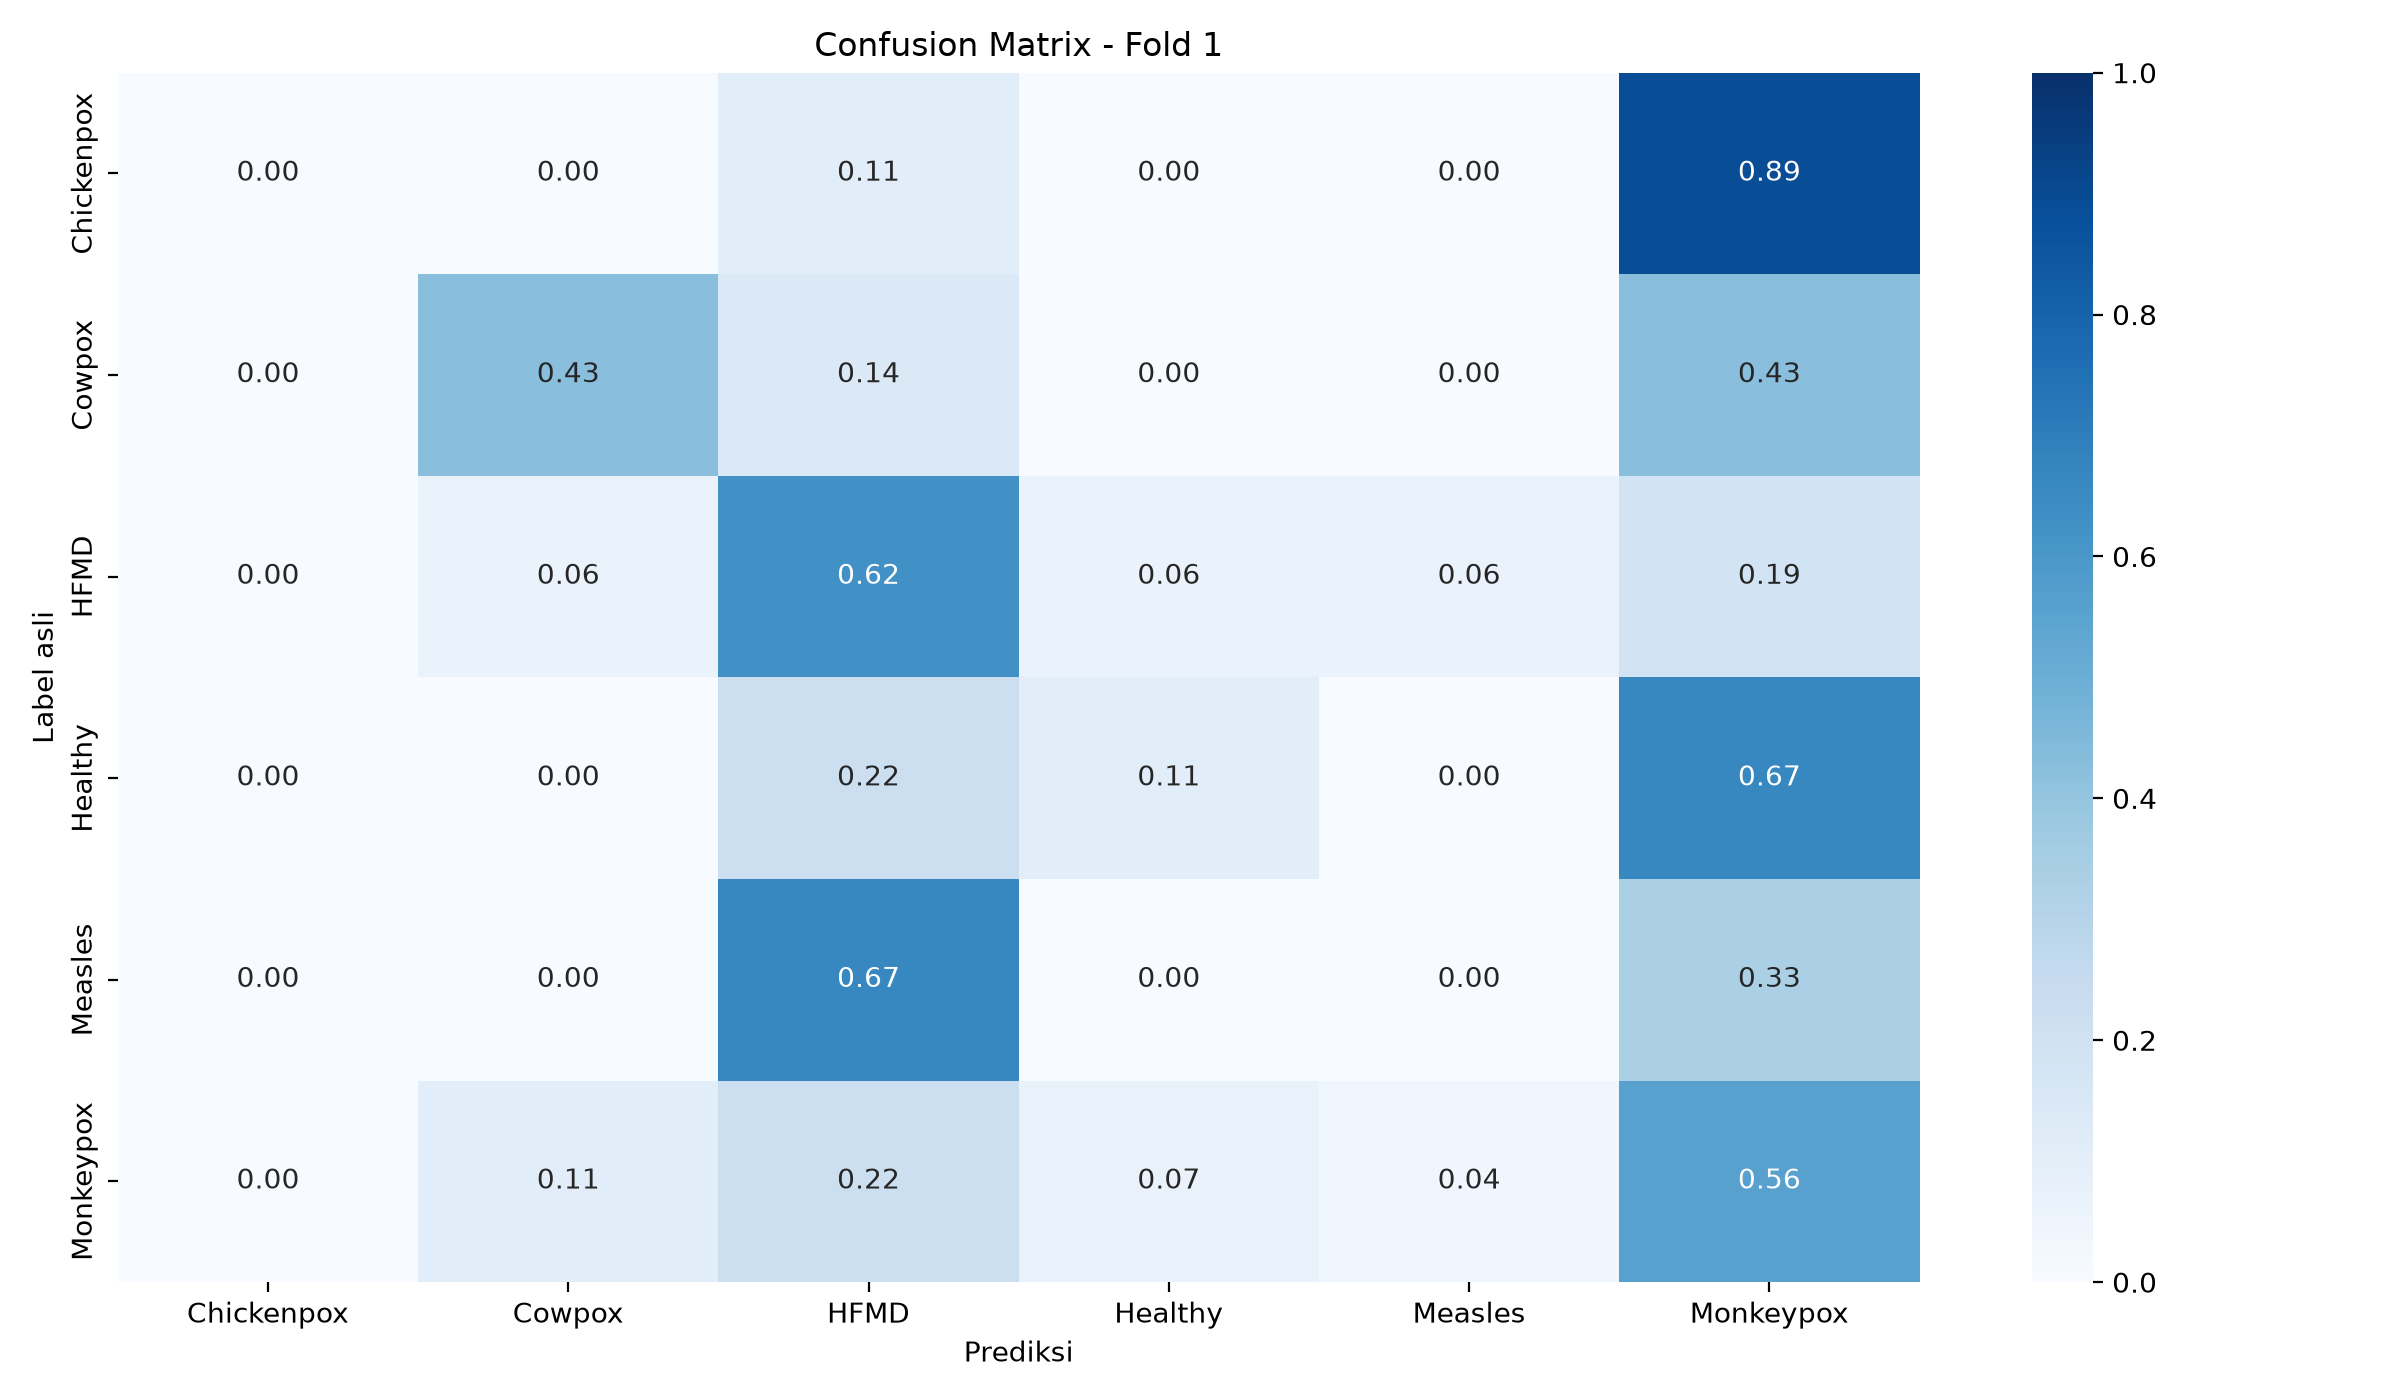 Confusion Matrix - Fold 1
Label asli
Chickenpox 0.00 0.00 0.11 0.00 0.00 0.89
Cowpox 0.00 0.43 0.14 0.00 0.00 0.43
HFMD 0.00 0.06 0.62 0.06 0.06 0.19
Healthy 0.00 0.00 0.22 0.11 0.00 0.67
Measles 0.00 0.00 0.67 0.00 0.00 0.33
Monkeypox 0.00 0.11 0.22 0.07 0.04 0.56
Chickenpox Cowpox HFMD Healthy Measles Monkeypox
Prediksi
1.0
0.8
0.6
0.4
0.2
0.0